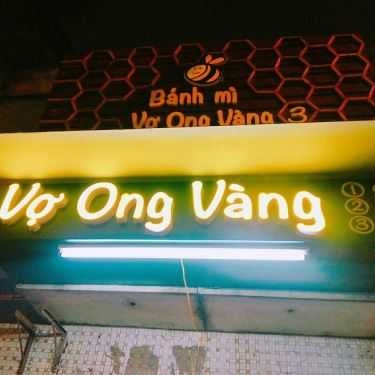 Bánh mì
Vợ Ong Vàng 3
Vợ Ong Vàng
①
②
③